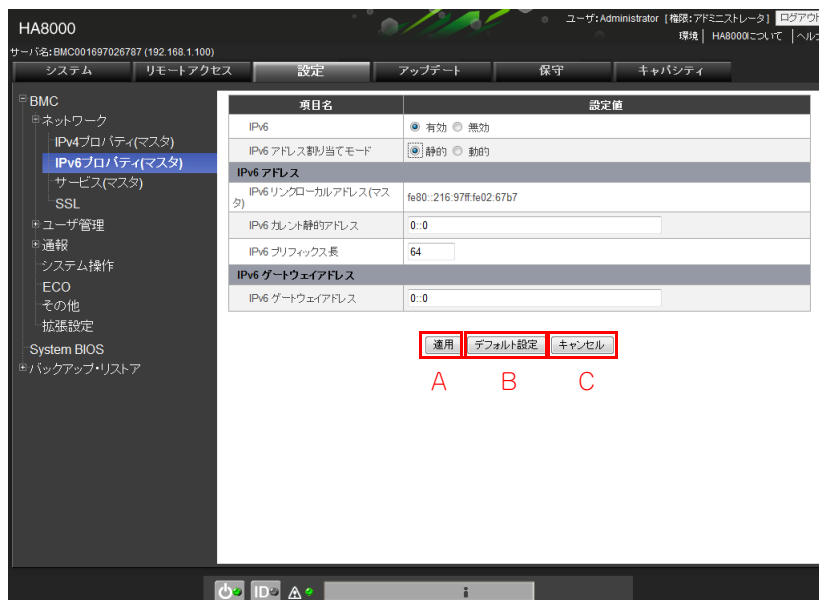 HA8000
ユーザ:Administrator [権限:アドミニストレータ] ログアウト
環境 | HA8000について | ヘル
サーバ名:BMC001697026787 (192.168.1.100)
システム リモートアクセス 設定 アップデート 保守 キャパシティ
BMC
ネットワーク
IPv4プロパティ(マスタ)
IPv6プロパティ(マスタ)
サービス(マスタ)
SSL
ユーザ管理
通報
システム操作
ECO
その他
拡張設定
System BIOS
バックアップ・リストア
項目名 設定値
IPv6 有効 無効
IPv6 アドレス割り当てモード 静的 動的
IPv6 アドレス
IPv6 リンクローカルアドレス(マスタ) fe80::216:97ff:fe02:67b7
IPv6 カレント静的アドレス 0::0
IPv6 プリフィックス長 64
IPv6 ゲートウェイアドレス
IPv6 ゲートウェイアドレス 0::0
適用 デフォルト設定 キャンセル
A B C
ID